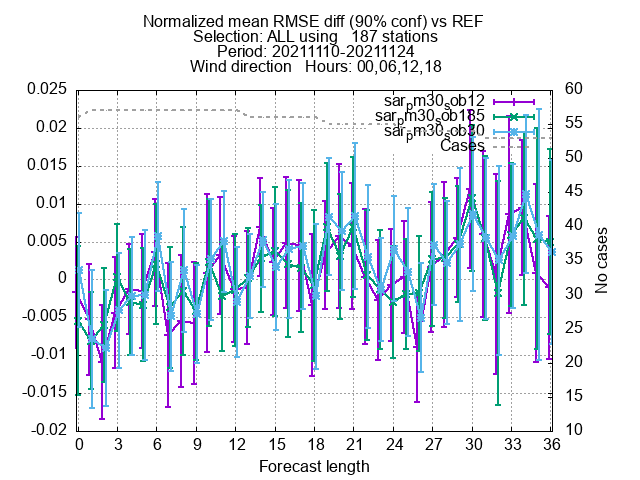 Normalized mean RMSE diff (90% conf) vs REF
Selection: ALL using 187 stations
Period: 20211110-20211124
Wind direction Hours: 00,06,12,18
0.025 60
sar_pm30_sob12
sar_pm30_sob185
sar_pm30_sob30
Cases
0.02 55
0.015 50
0.01 45
0.005 40
0 35
-0.005 30
25
-0.01 20
-0.015 15
-0.02 10
No cases
0 3 6 9 12 15 18 21 24 27 30 33 36
Forecast length